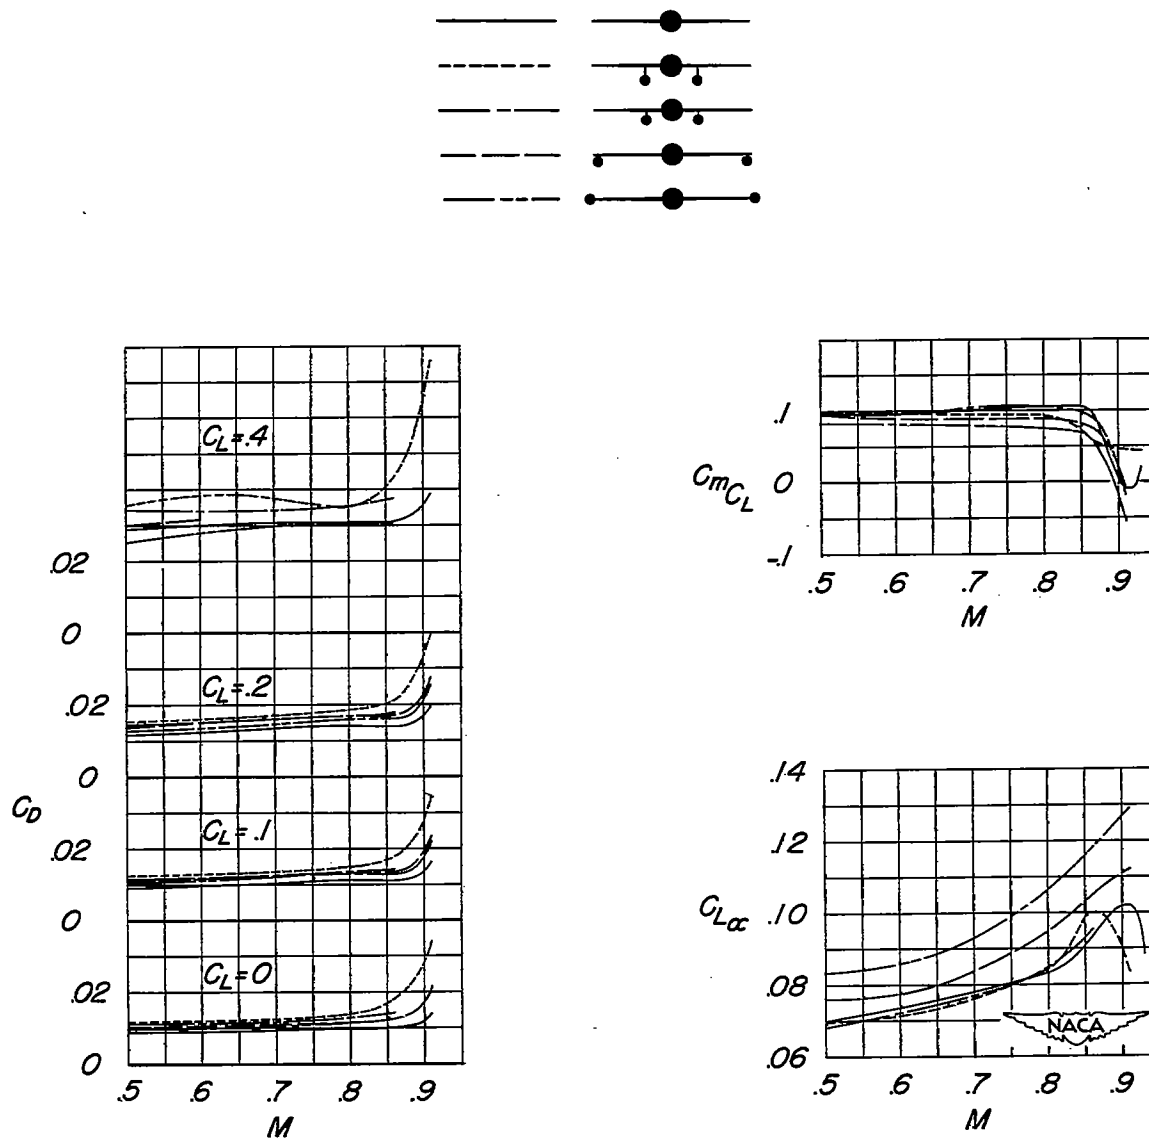 C_L=.4
.02
0
C_L=.2
.02
0
C_D
C_L=.1
.02
0
C_L=0
.02
0
.5 .6 .7 .8 .9
M
.1
C_m_C_L 0
-.1
.5 .6 .7 .8 .9
M
.14
.12
C_L_α .10
.08
NACA
.06
.5 .6 .7 .8 .9
M